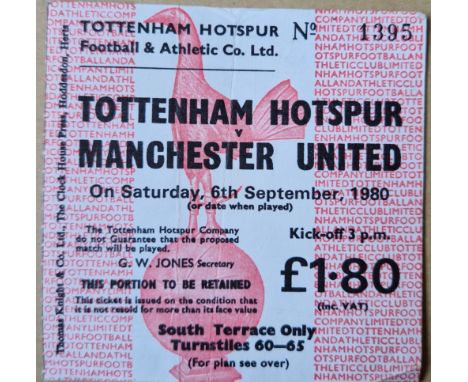 TOTTENHAM HOTSPUR Nº 1395
Football & Athletic Co. Ltd.
TOTTENHAM HOTSPUR
v
MANCHESTER UNITED
On Saturday, 6th September, 1980
(or date when played)
The Tottenham Hotspur Company
do not Guarantee that the proposed
match will be played.
Kick-off 3 p.m.
G. W. JONES Secretary
£1·80
(inc. VAT)
THIS PORTION TO BE RETAINED
This ticket is issued on the condition that
it is not resold for more than its face value
South Terrace Only
Turnstiles 60—65
(For plan see over)
Thomas Knight & Co. Ltd., The Clock House Press, Hoddesdon, Herts